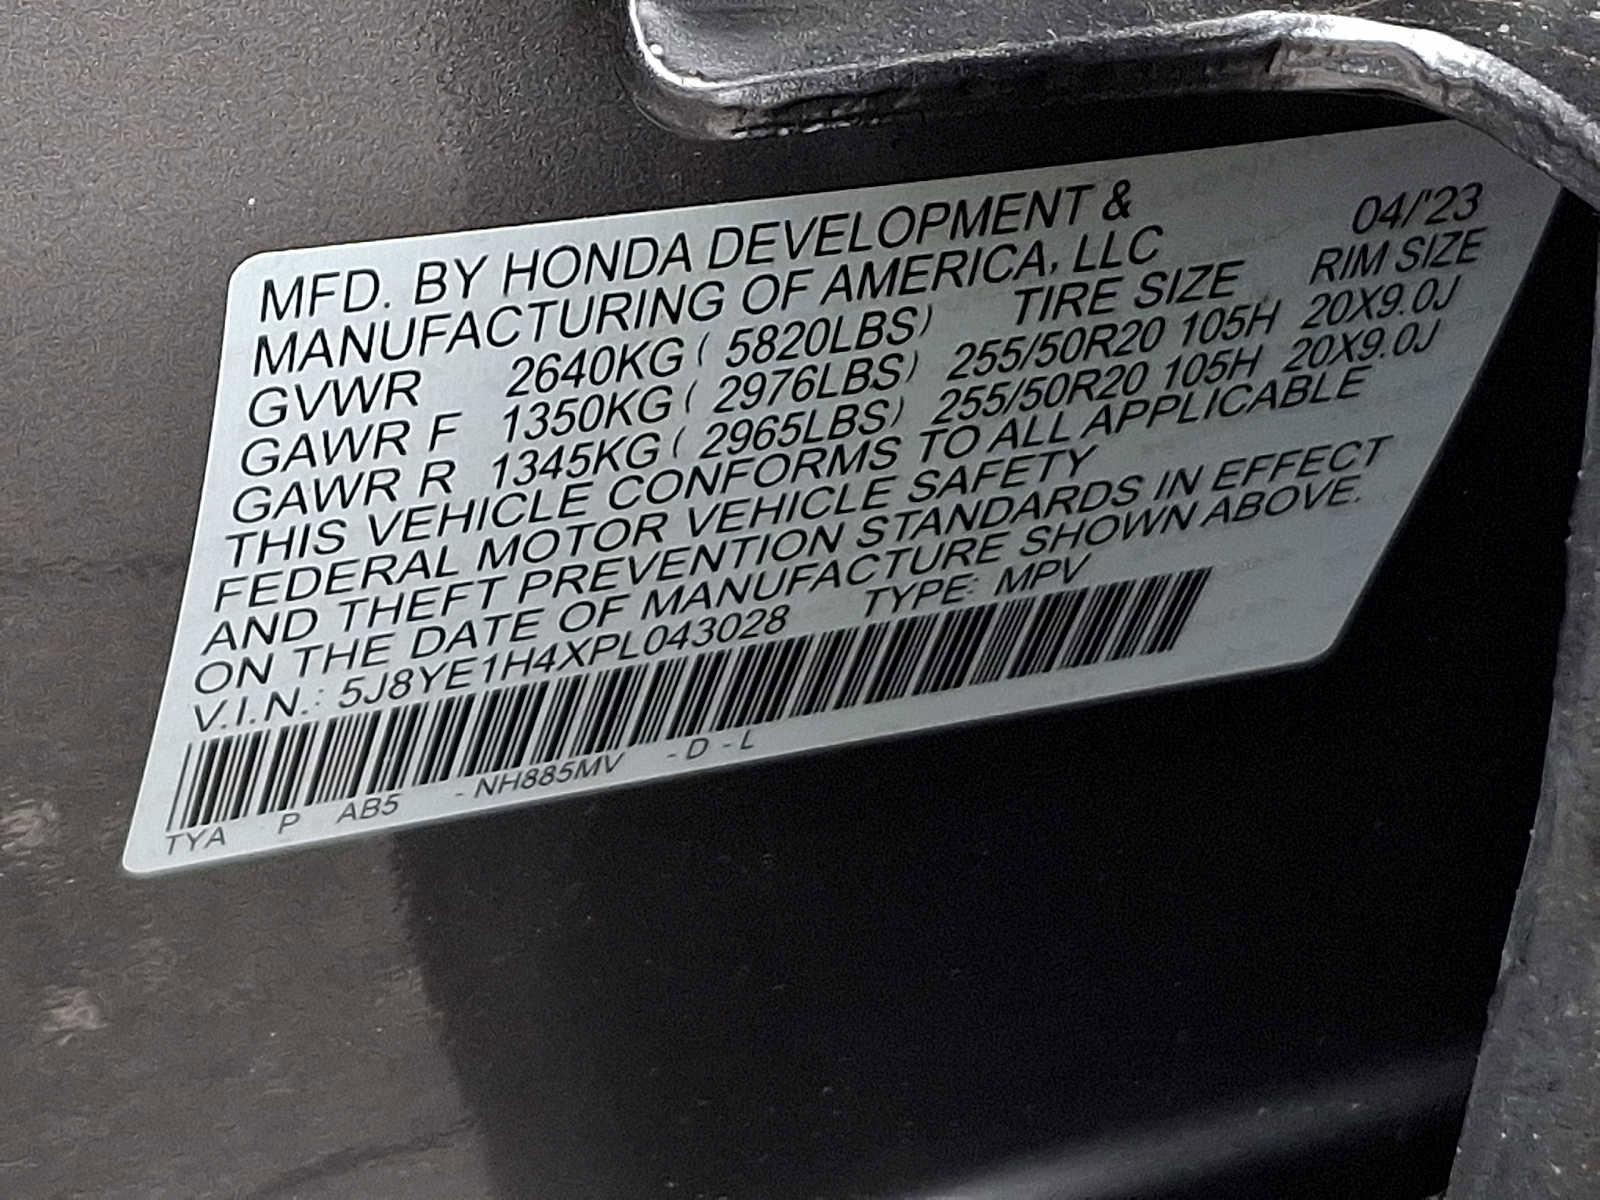 04/'23
MFD. BY HONDA DEVELOPMENT &
MANUFACTURING OF AMERICA, LLC
TIRE SIZE RIM SIZE
GVWR 2640KG ( 5820LBS)
GAWR F 1350KG ( 2976LBS) 255/50R20 105H 20X9.0J
GAWR R 1345KG ( 2965LBS) 255/50R20 105H 20X9.0J
THIS VEHICLE CONFORMS TO ALL APPLICABLE
FEDERAL MOTOR VEHICLE SAFETY
AND THEFT PREVENTION STANDARDS IN EFFECT
ON THE DATE OF MANUFACTURE SHOWN ABOVE.
V.I.N.: 5J8YE1H4XPL043028 TYPE: MPV
TYA P AB5 - NH885MV - D - L